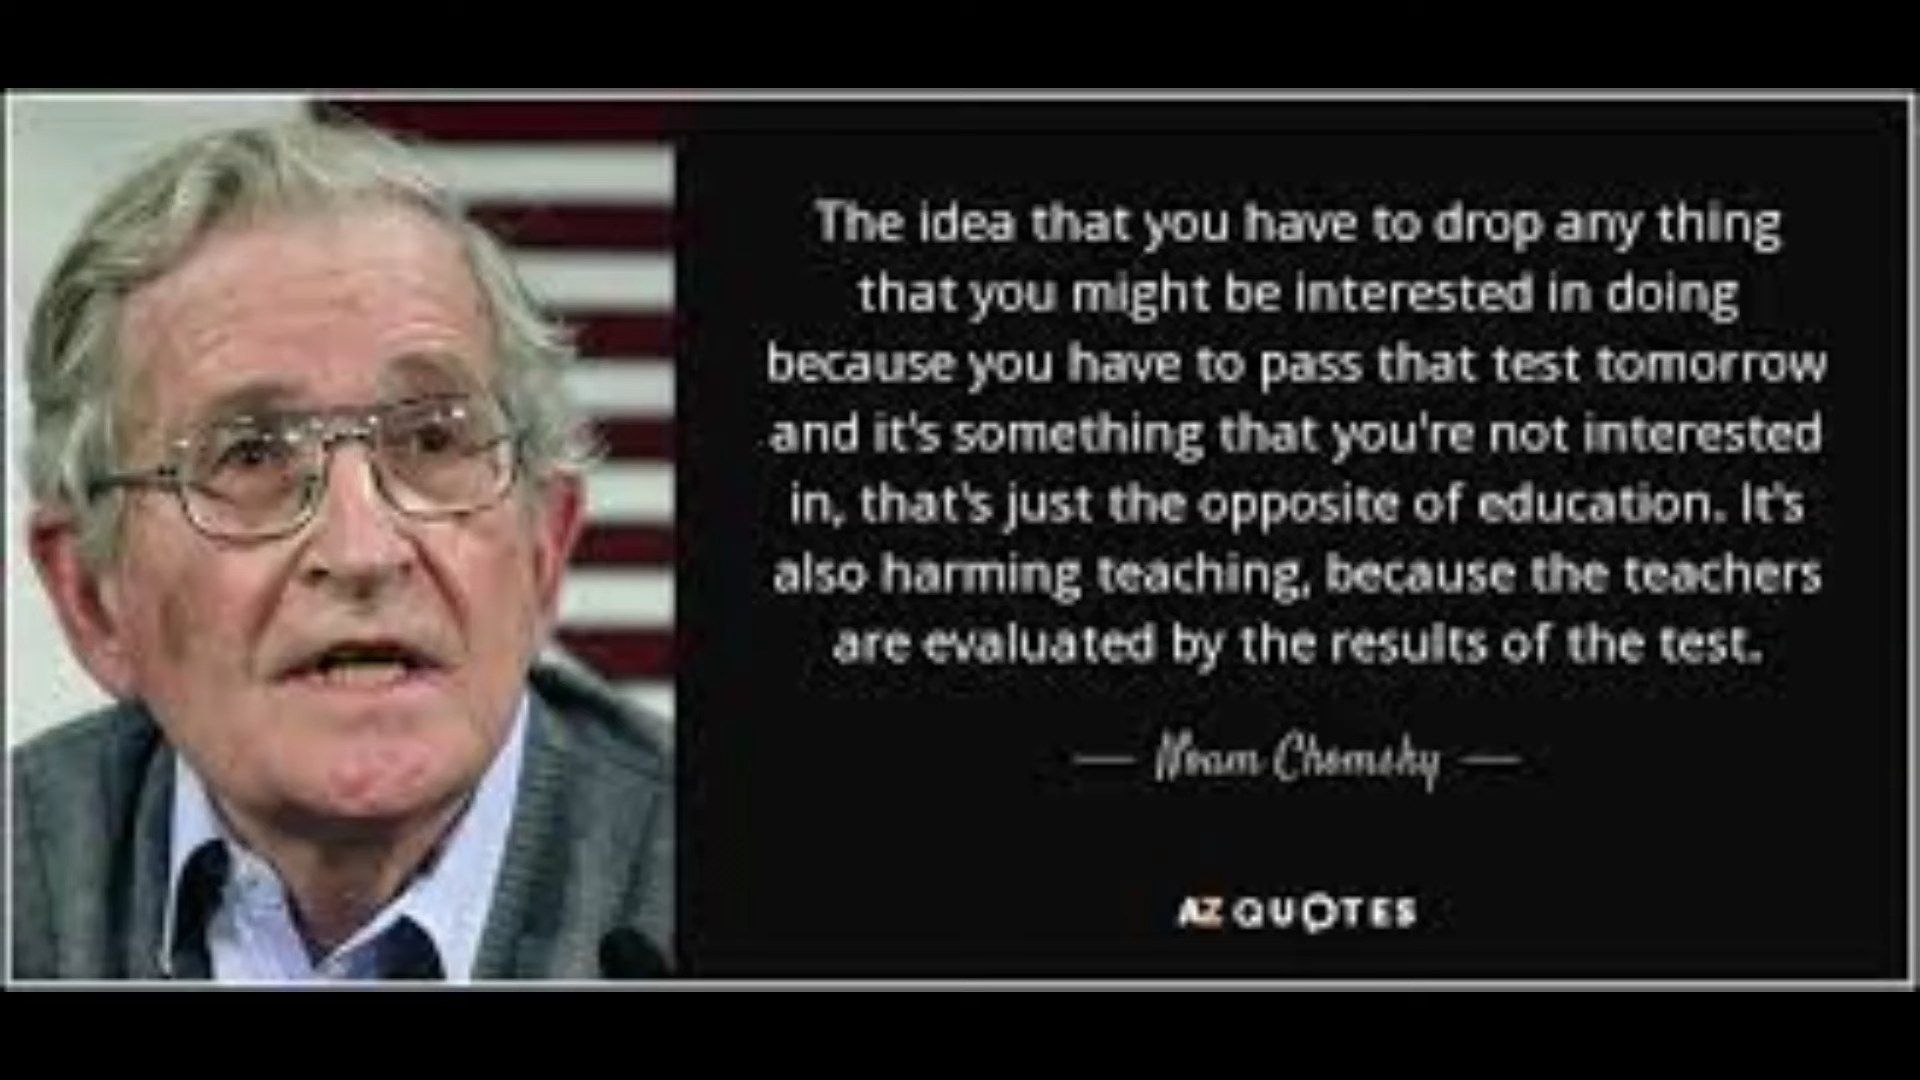 The idea that you have to drop any thing
that you might be interested in doing
because you have to pass that test tomorrow
and it's something that you're not interested
in, that's just the opposite of education. It's
also harming teaching, because the teachers
are evaluated by the results of the test.
— Noam Chomsky —
AZ QUOTES